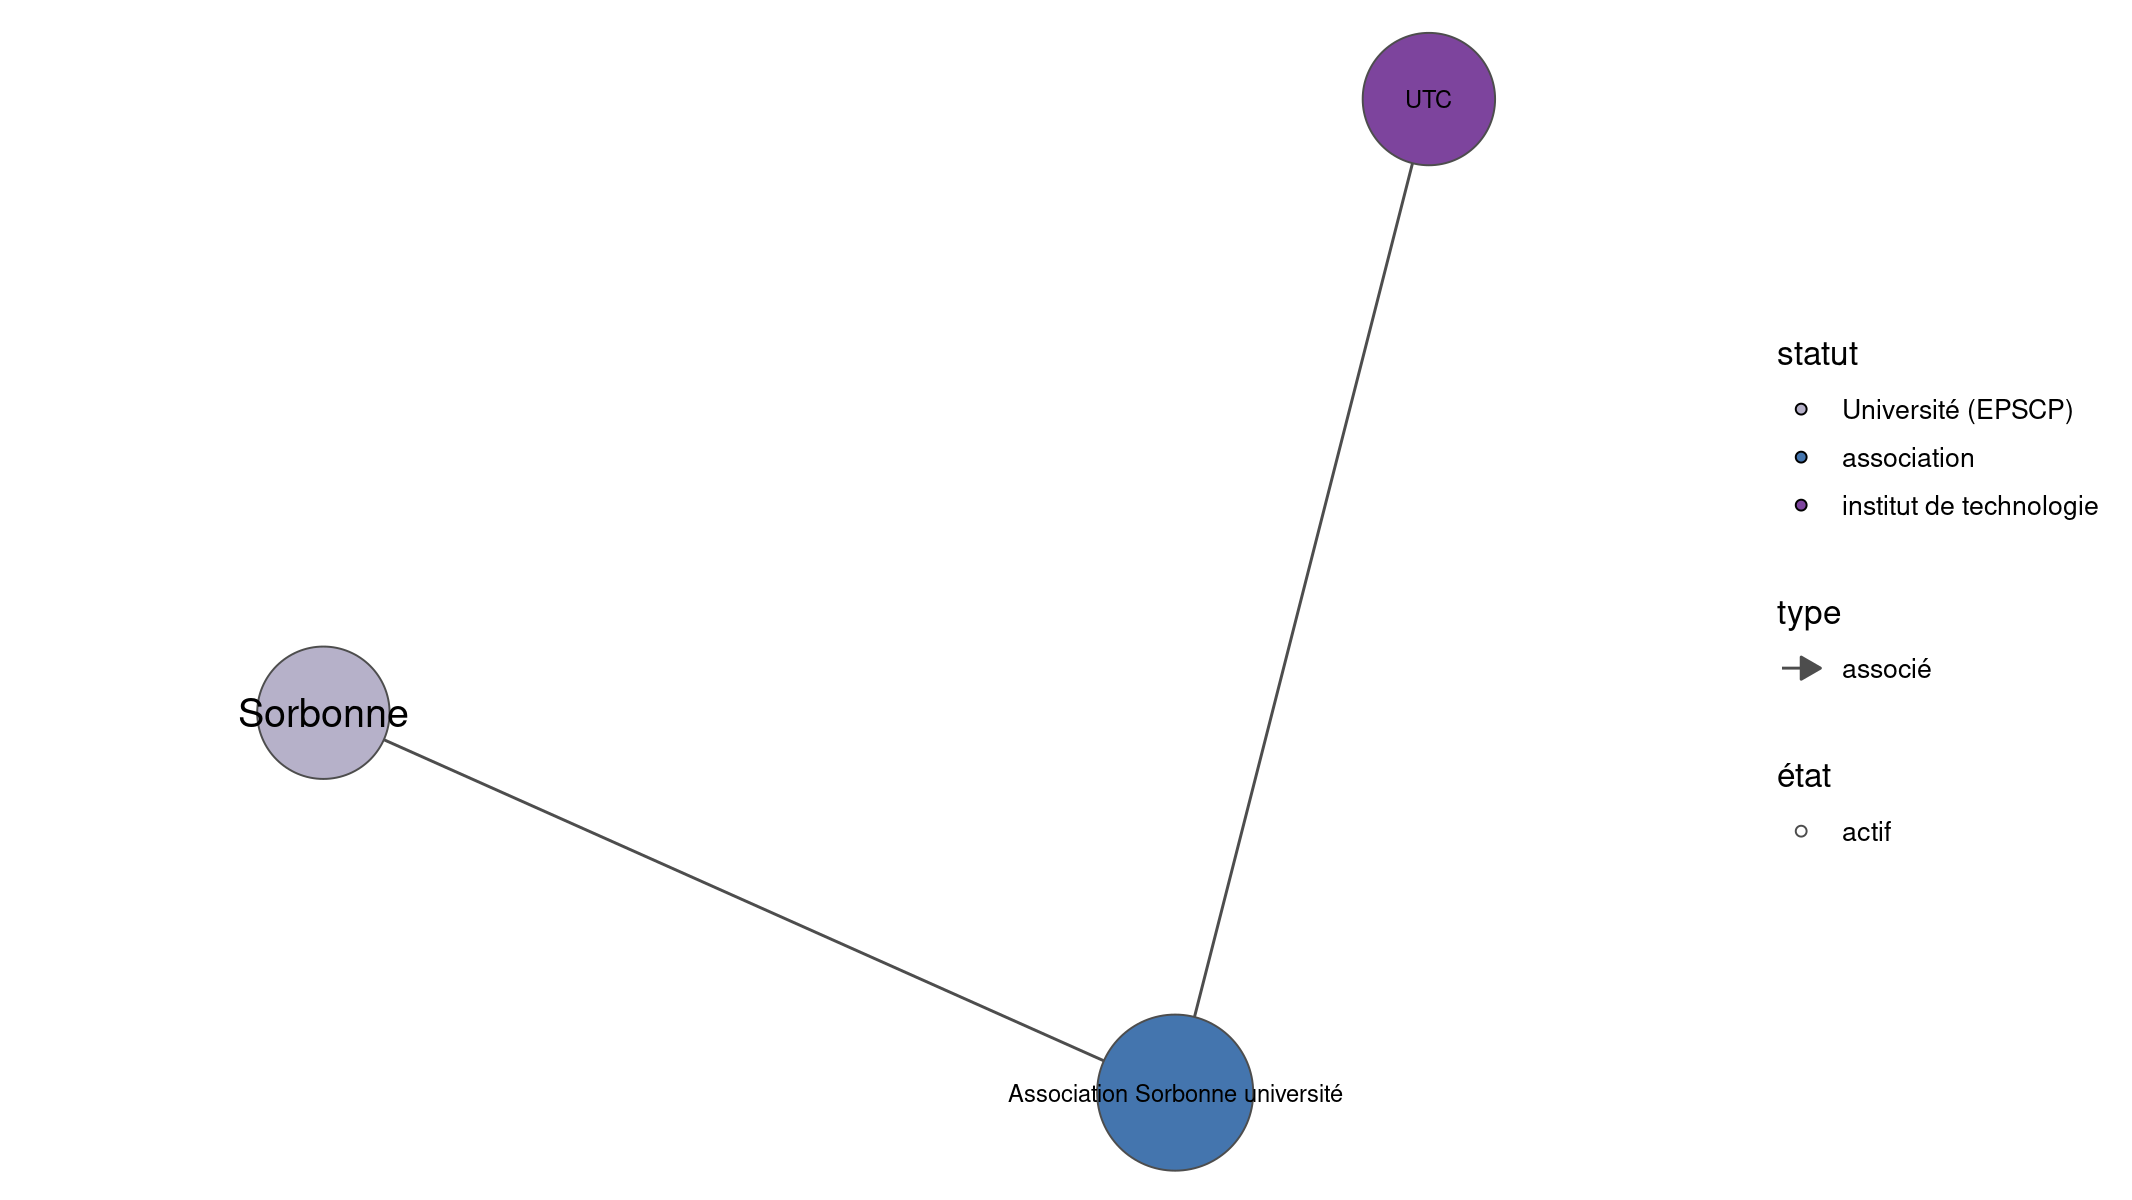 UTC
statut
Université (EPSCP)
association
institut de technologie
type
associé
Sorbonne
état
actif
Association Sorbonne université